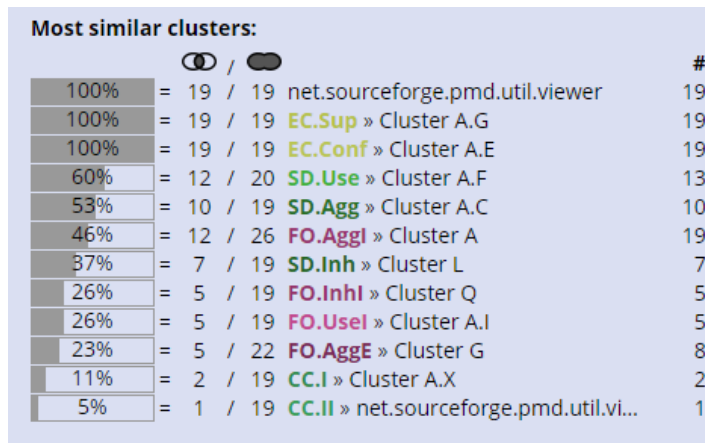 Most similar clusters:
/ #
100% = 19 / 19 net.sourceforge.pmd.util.viewer 19
100% = 19 / 19 EC.Sup » Cluster A.G 19
100% = 19 / 19 EC.Conf » Cluster A.E 19
60% = 12 / 20 SD.Use » Cluster A.F 13
53% = 10 / 19 SD.Agg » Cluster A.C 10
46% = 12 / 26 FO.AggI » Cluster A 19
37% = 7 / 19 SD.Inh » Cluster L 7
26% = 5 / 19 FO.InhI » Cluster Q 5
26% = 5 / 19 FO.UseI » Cluster A.I 5
23% = 5 / 22 FO.AggE » Cluster G 8
11% = 2 / 19 CC.I » Cluster A.X 2
5% = 1 / 19 CC.II » net.sourceforge.pmd.util.vi... 1